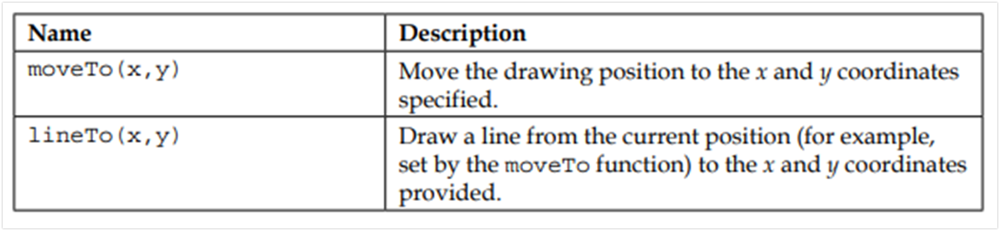 Name Description
moveTo(x,y) Move the drawing position to the x and y coordinates
specified.
lineTo(x,y) Draw a line from the current position (for example,
set by the moveTo function) to the x and y coordinates
provided.